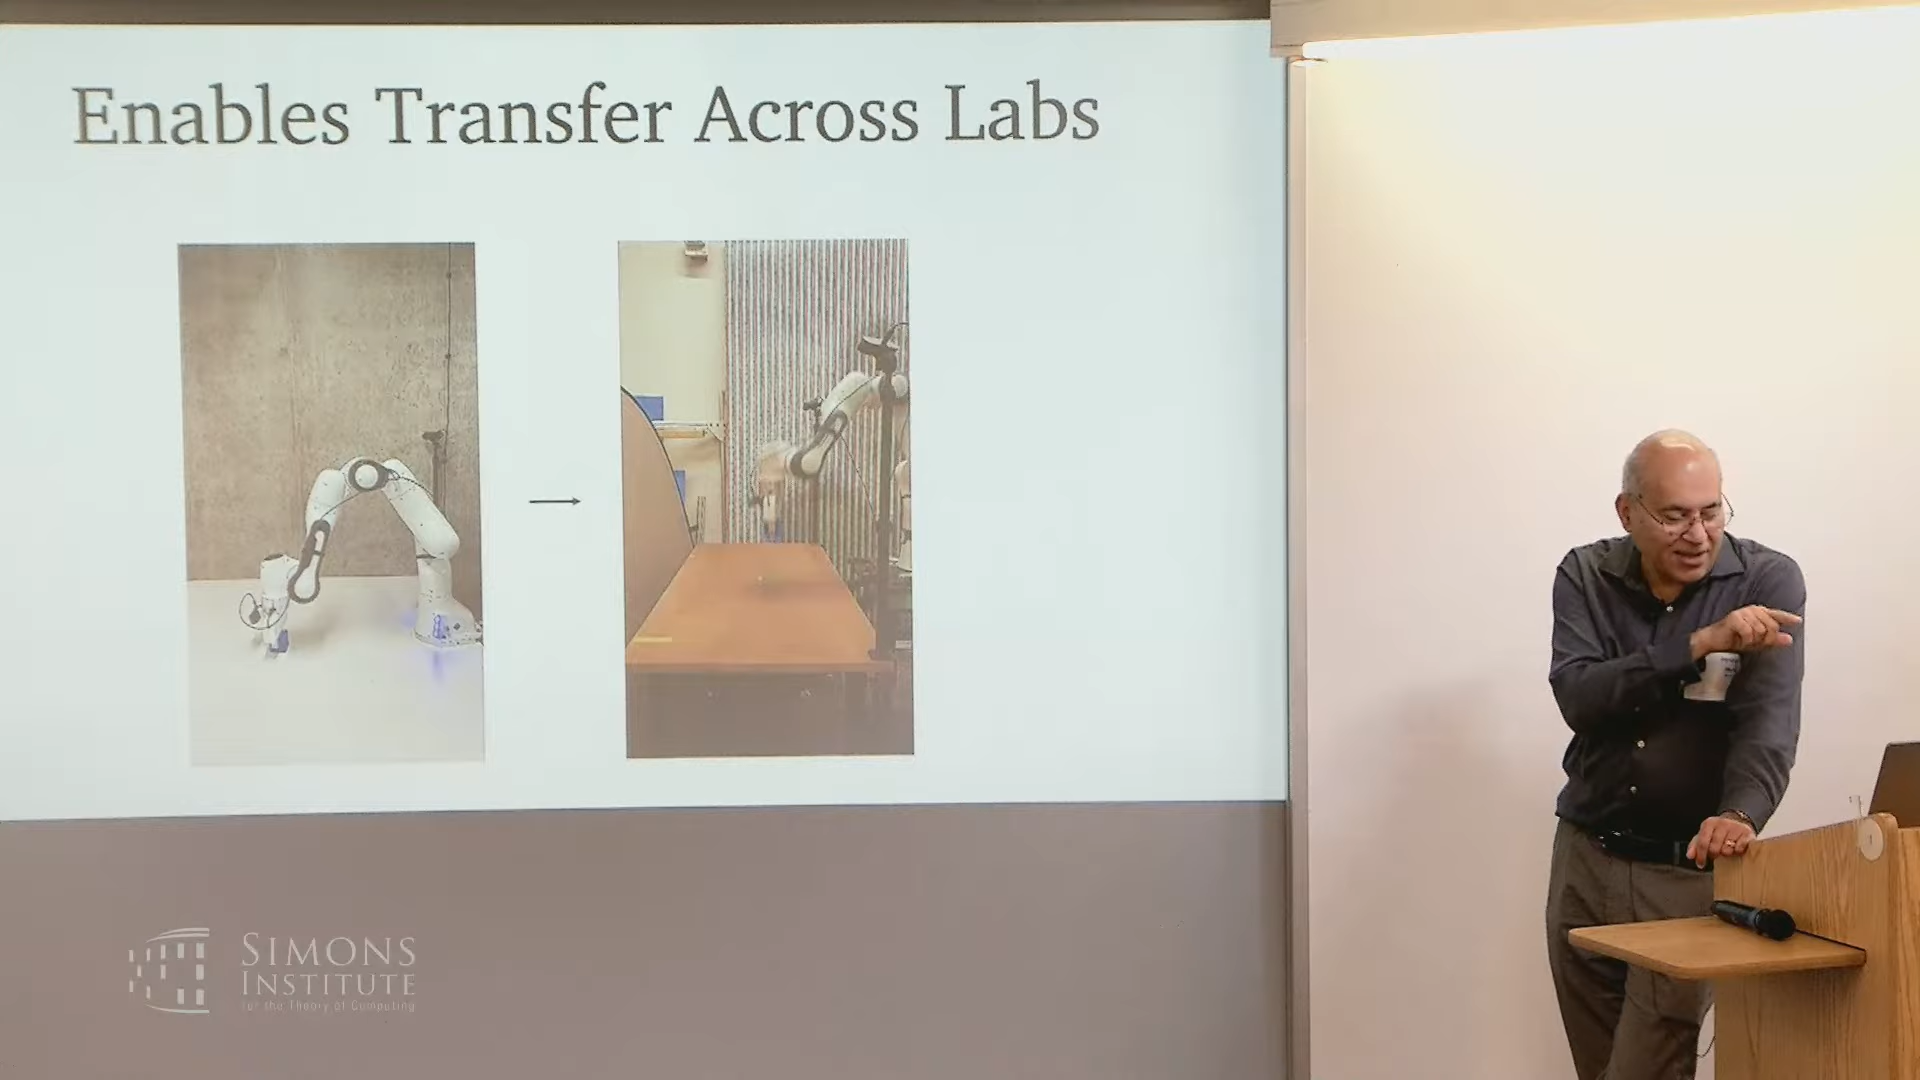 Enables Transfer Across Labs
SIMONS
INSTITUTE
for the Theory of Computing